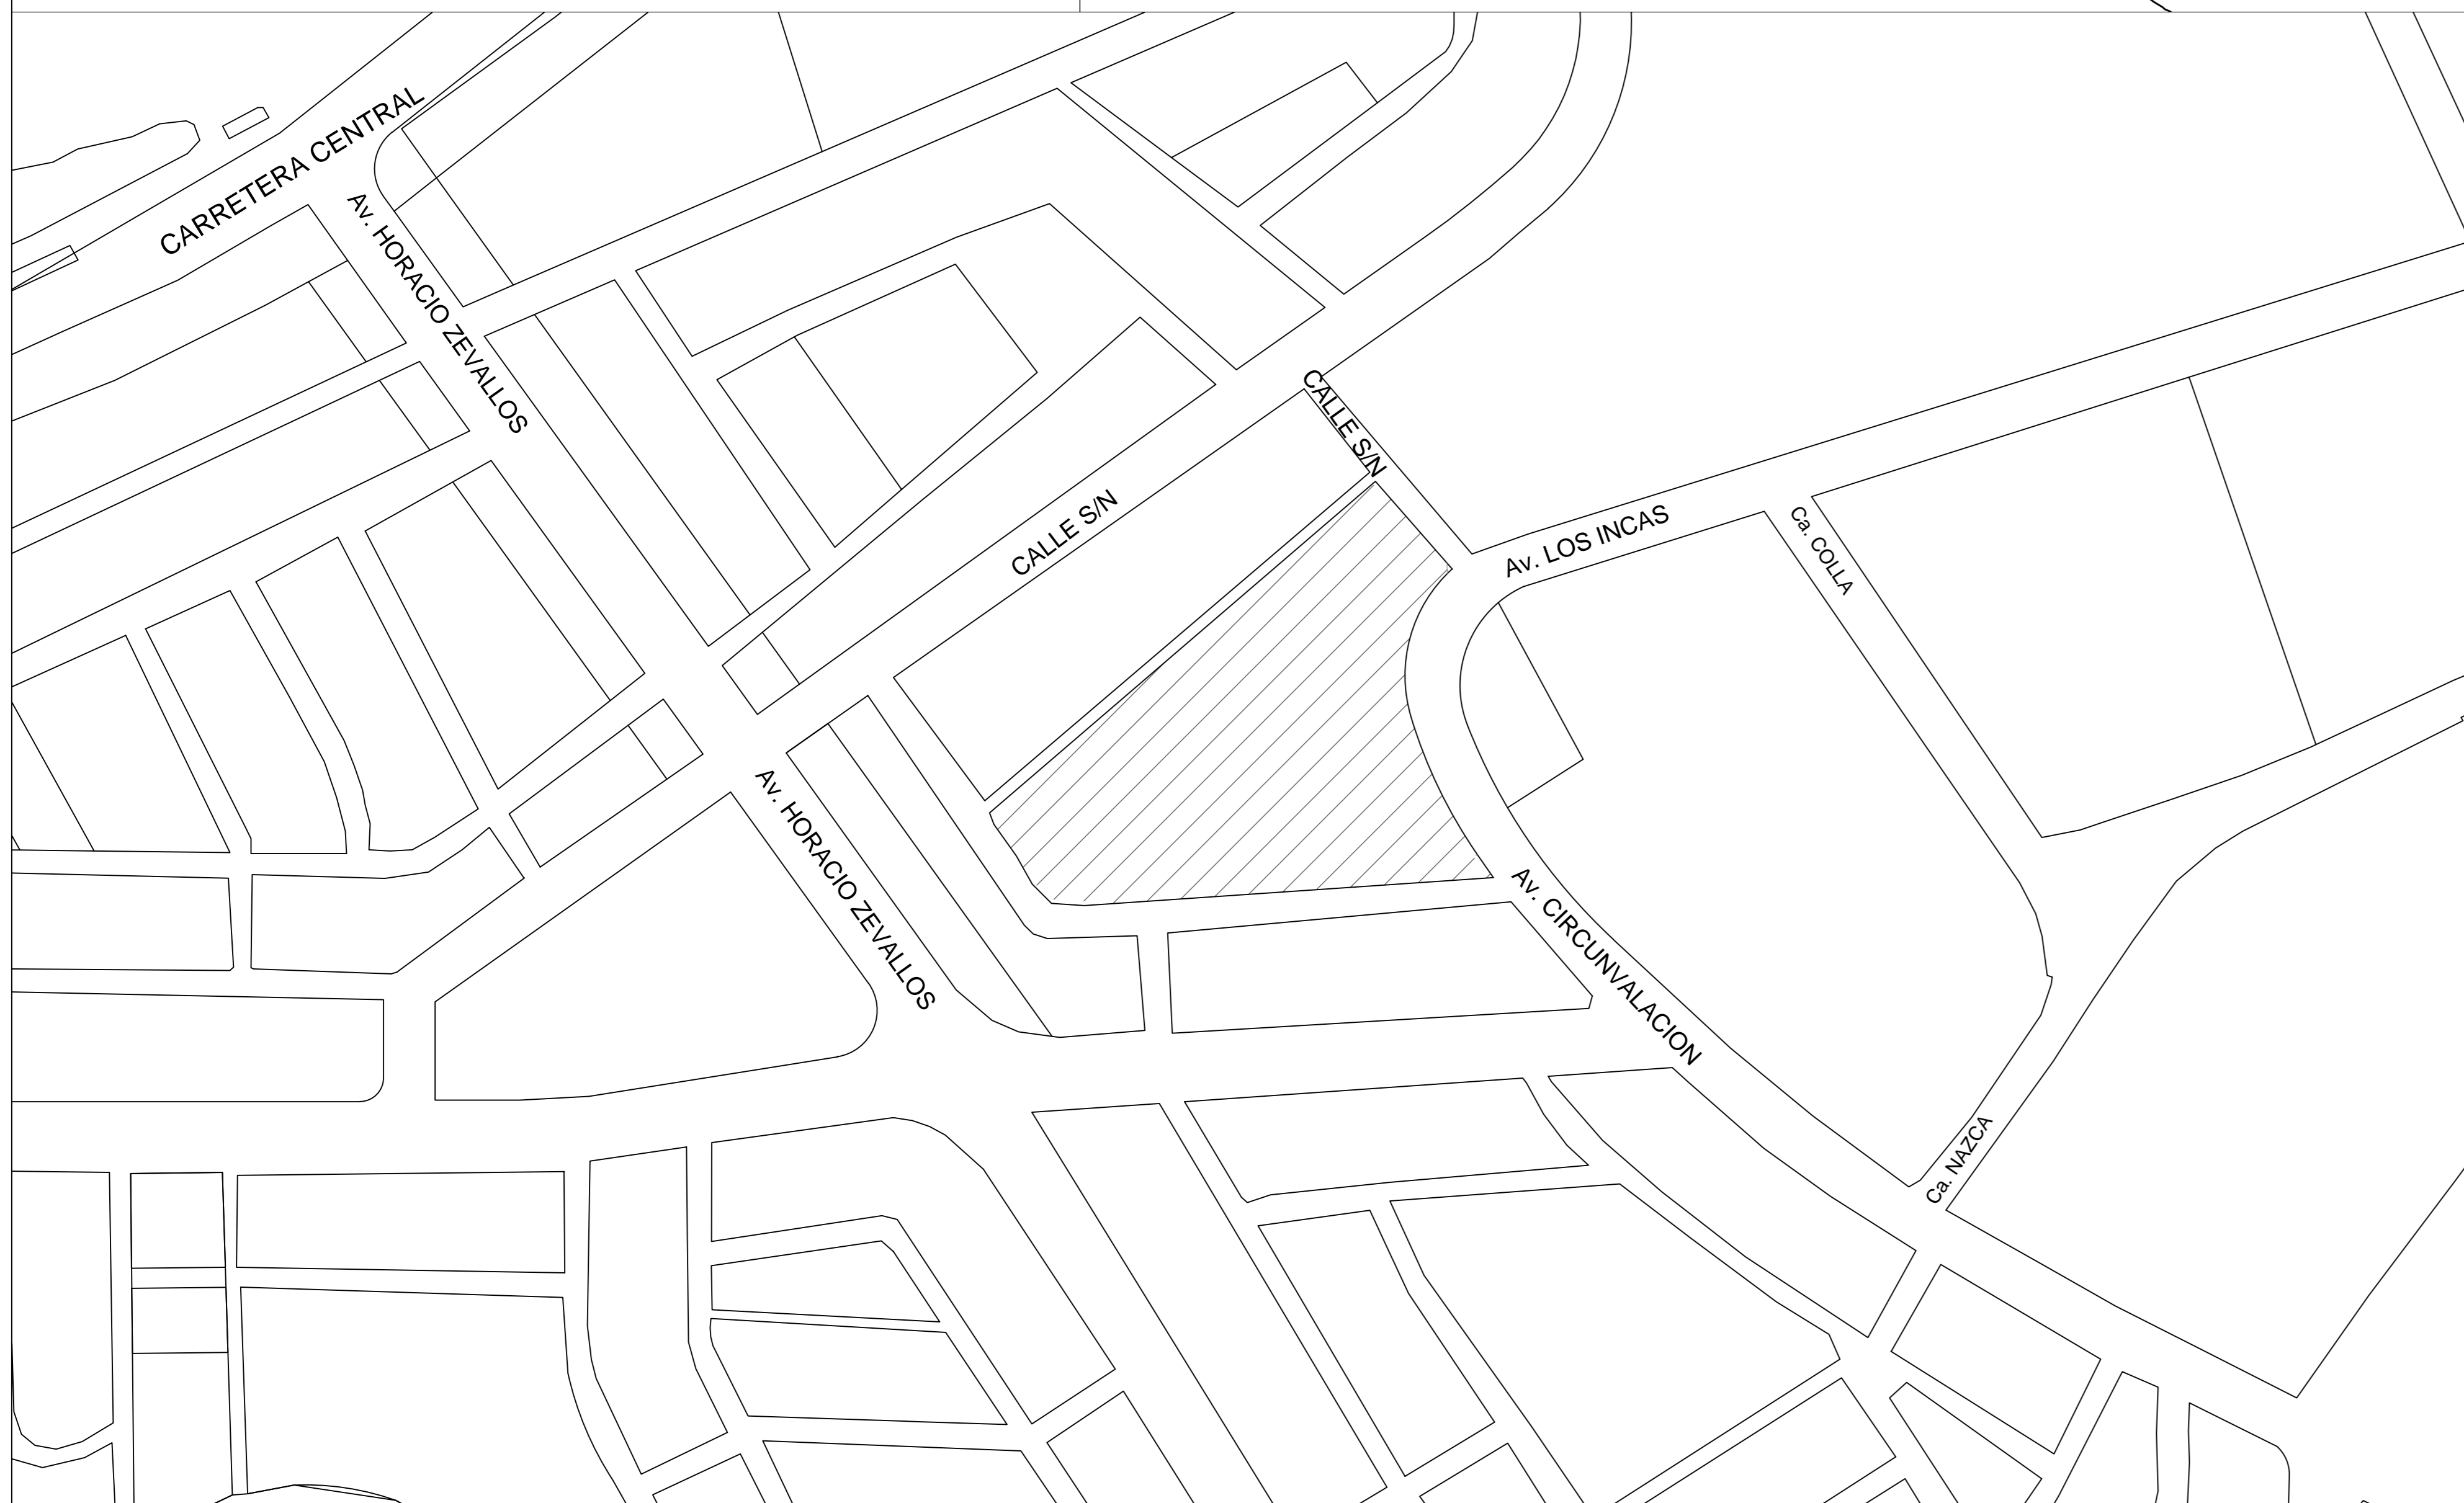 CARRETERA CENTRAL
Av. HORACIO ZEVALLOS
CALLE S/N
CALLE S/N
Av. LOS INCAS
Ca. COLLA
Av. HORACIO ZEVALLOS
Av. CIRCUNVALACION
Ca. NAZCA